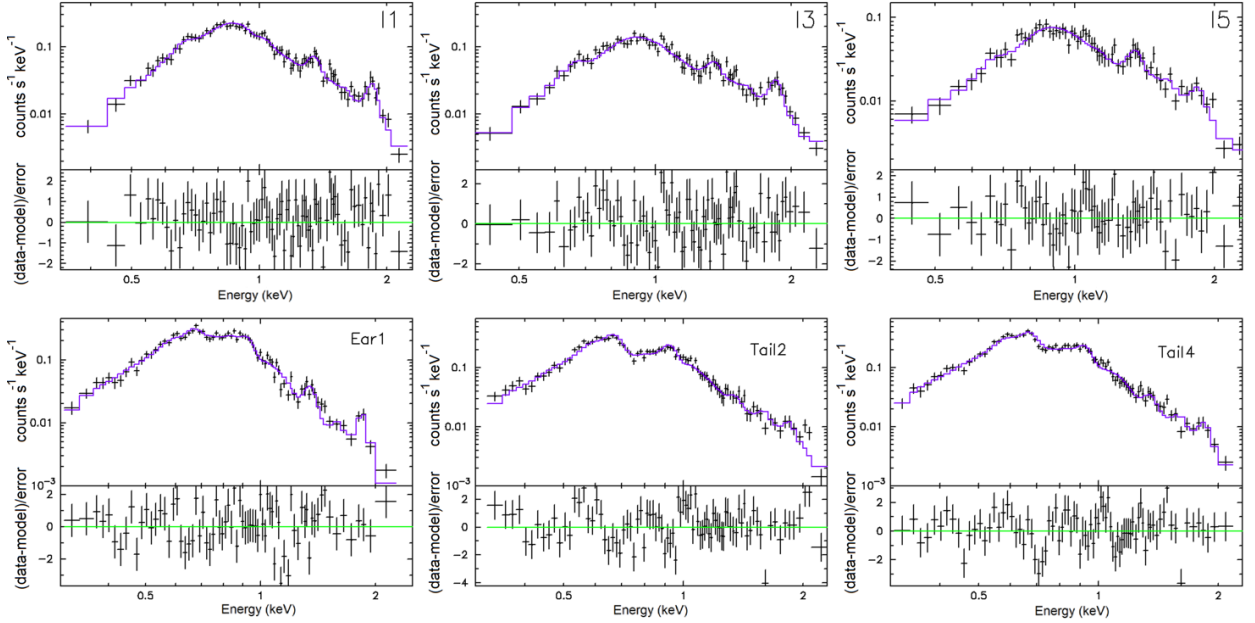 I1
I3
I5
counts s⁻¹ keV⁻¹
0.1
0.01
(data-model)/error
2
1
0
−1
−2
0.5
1
2
Energy (keV)
counts s⁻¹ keV⁻¹
0.1
0.01
(data-model)/error
2
0
−2
0.5
1
2
Energy (keV)
counts s⁻¹ keV⁻¹
0.1
0.01
(data-model)/error
2
1
0
−1
−2
0.5
1
2
Energy (keV)
Ear1
Tail2
Tail4
counts s⁻¹ keV⁻¹
0.1
0.01
10⁻³
(data-model)/error
2
0
−2
0.5
1
2
Energy (keV)
counts s⁻¹ keV⁻¹
0.1
0.01
10⁻³
(data-model)/error
2
0
−2
−4
0.5
1
2
Energy (keV)
counts s⁻¹ keV⁻¹
0.1
0.01
10⁻³
(data-model)/error
2
0
−2
0.5
1
2
Energy (keV)